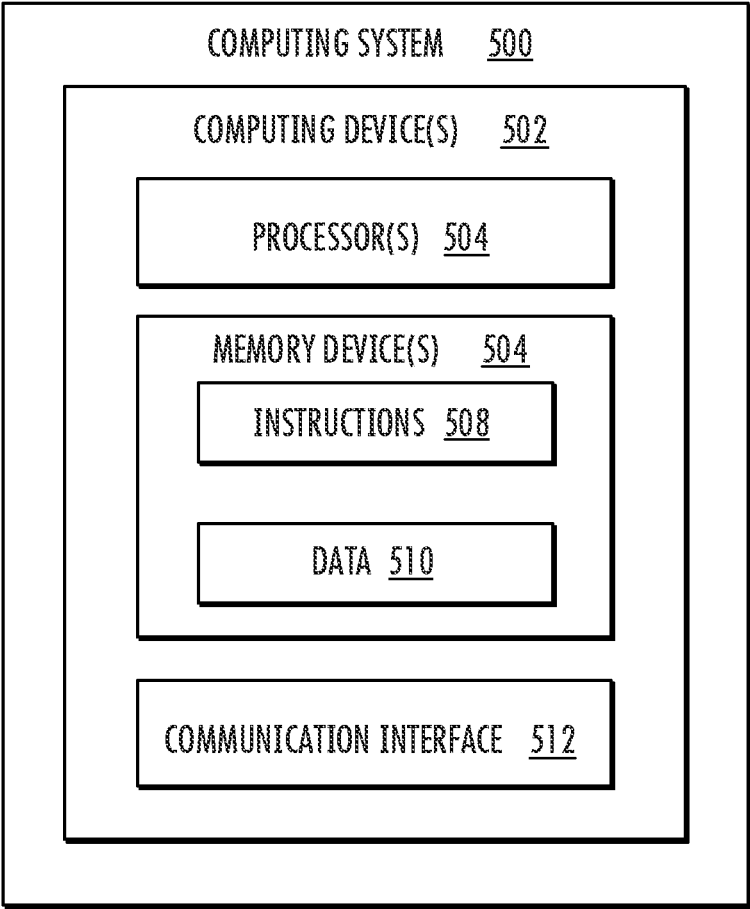 COMPUTING SYSTEM 500
COMPUTING DEVICE(S) 502
PROCESSOR(S) 504
MEMORY DEVICE(S) 504
INSTRUCTIONS 508
DATA 510
COMMUNICATION INTERFACE 512